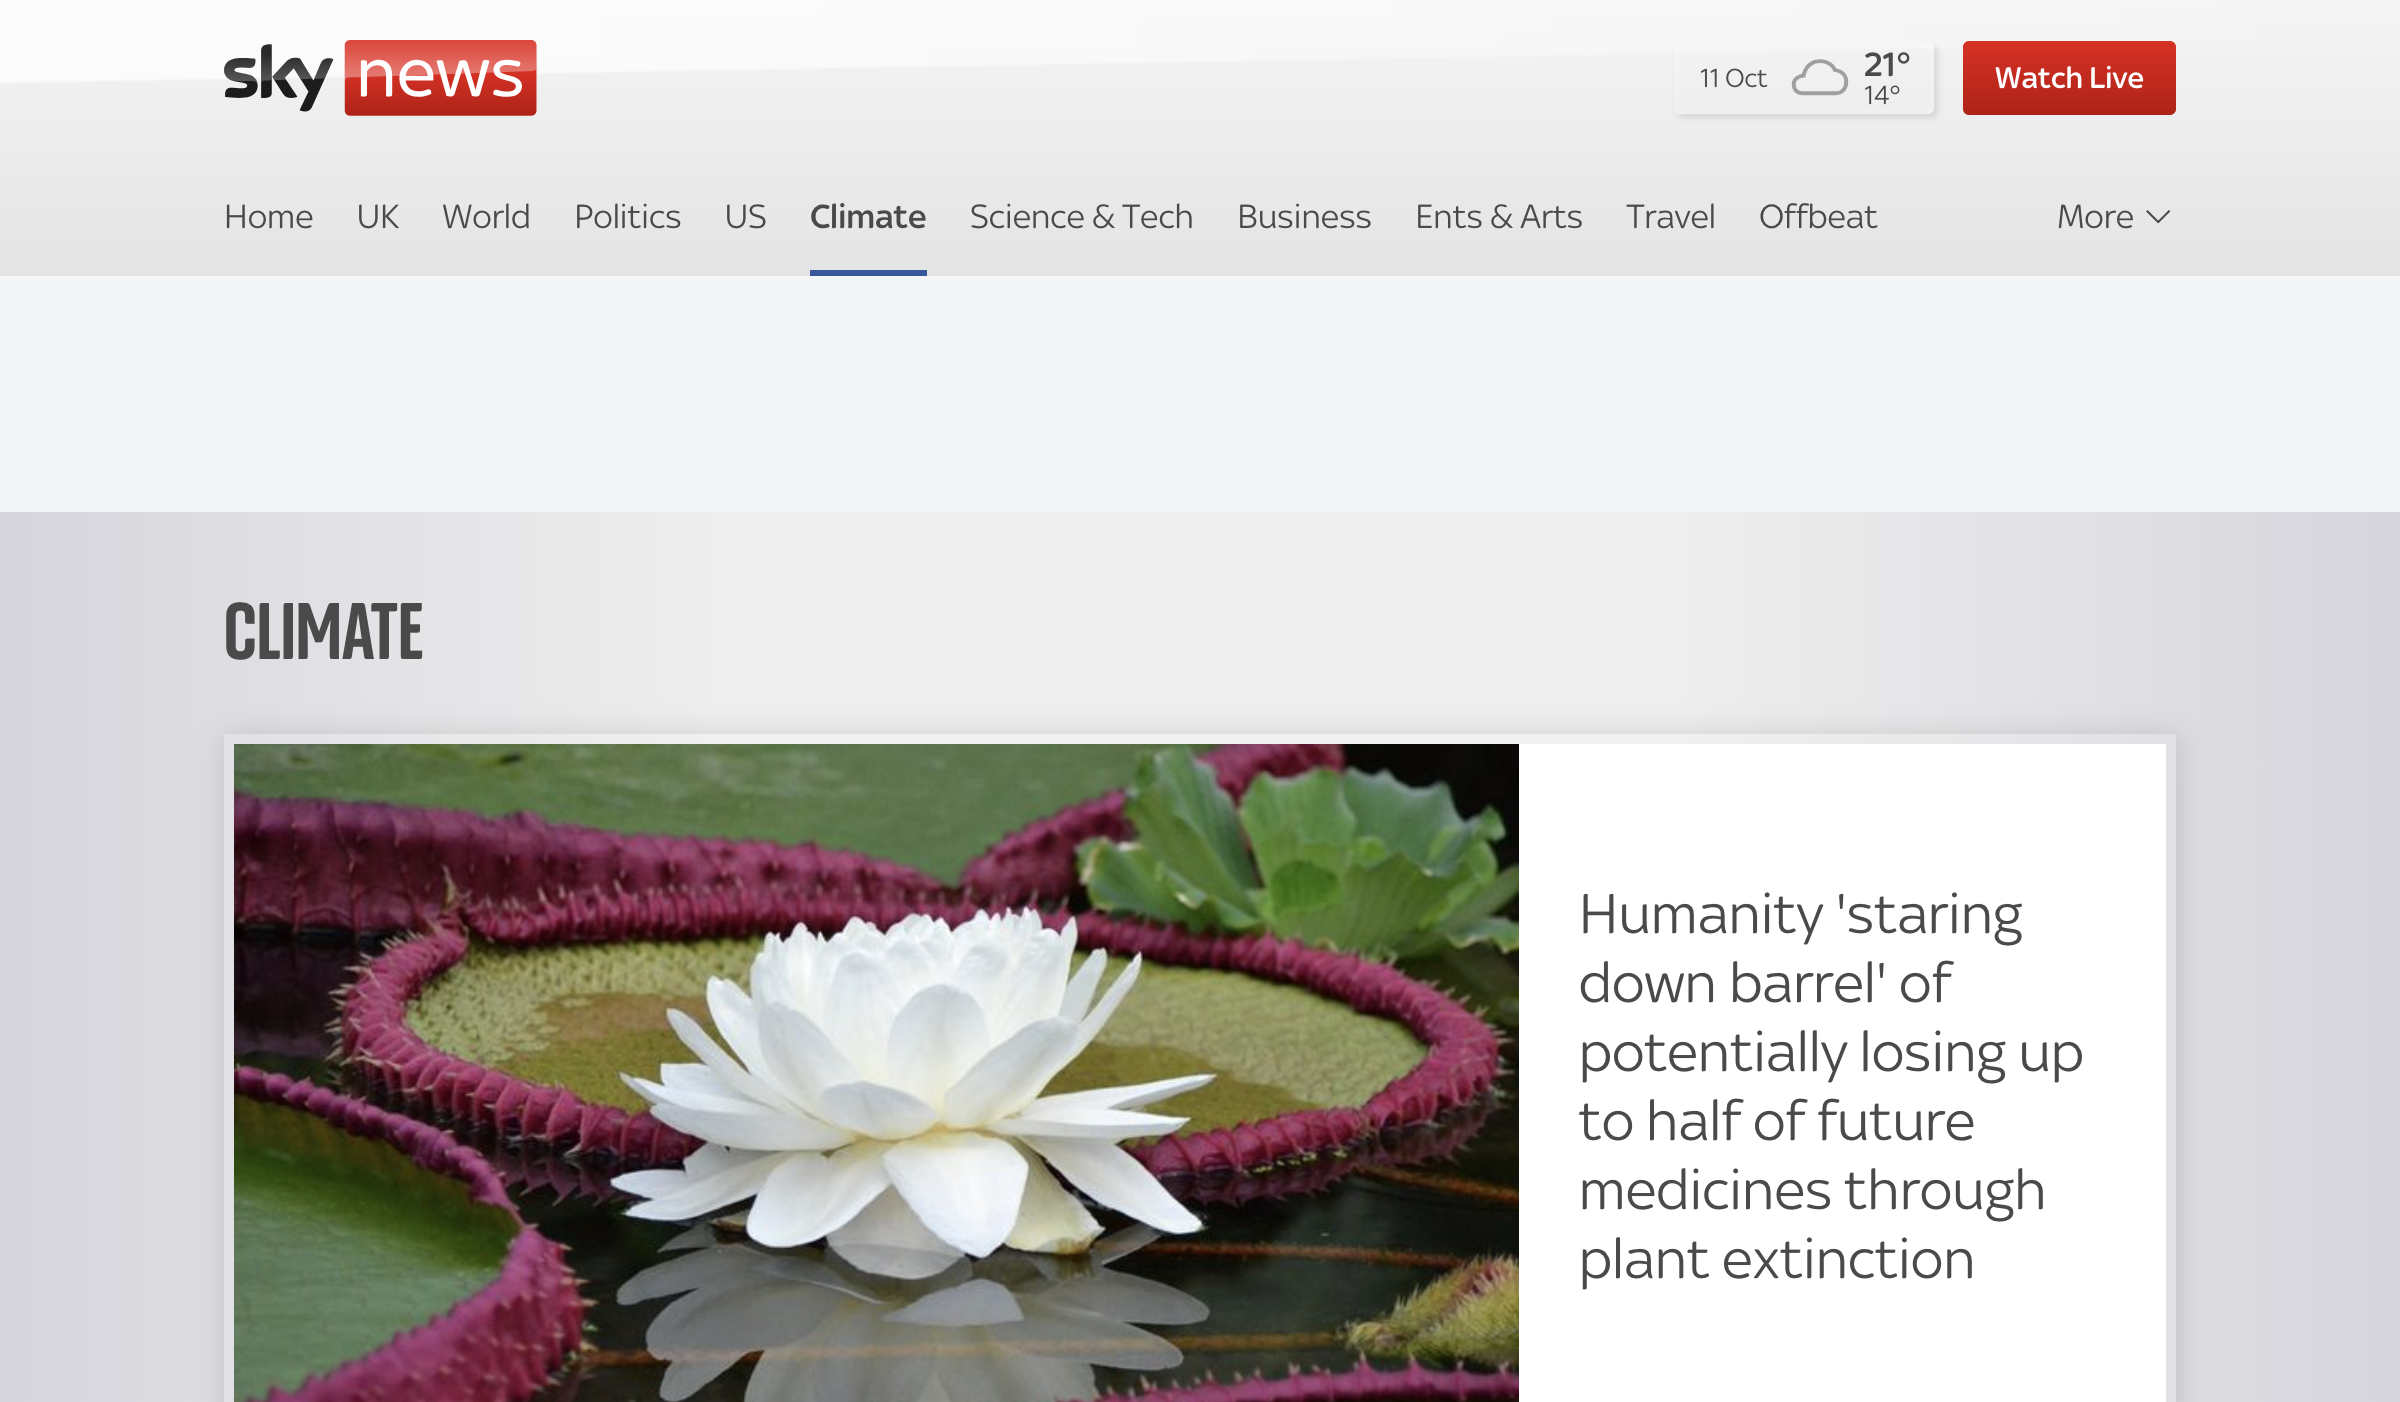 sky news
11 Oct
21°
14°
Watch Live
Home UK World Politics US Climate Science & Tech Business Ents & Arts Travel Offbeat More
CLIMATE
Humanity 'staring
down barrel' of
potentially losing up
to half of future
medicines through
plant extinction